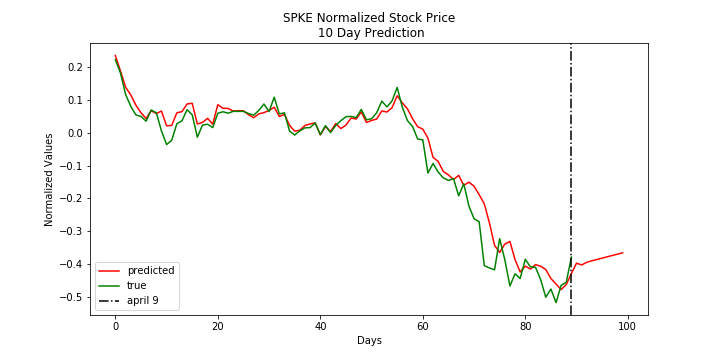 SPKE Normalized Stock Price
10 Day Prediction
Normalized Values
0.2
0.1
0.0
−0.1
−0.2
−0.3
−0.4
−0.5
predicted
true
april 9
0 20 40 60 80 100
Days